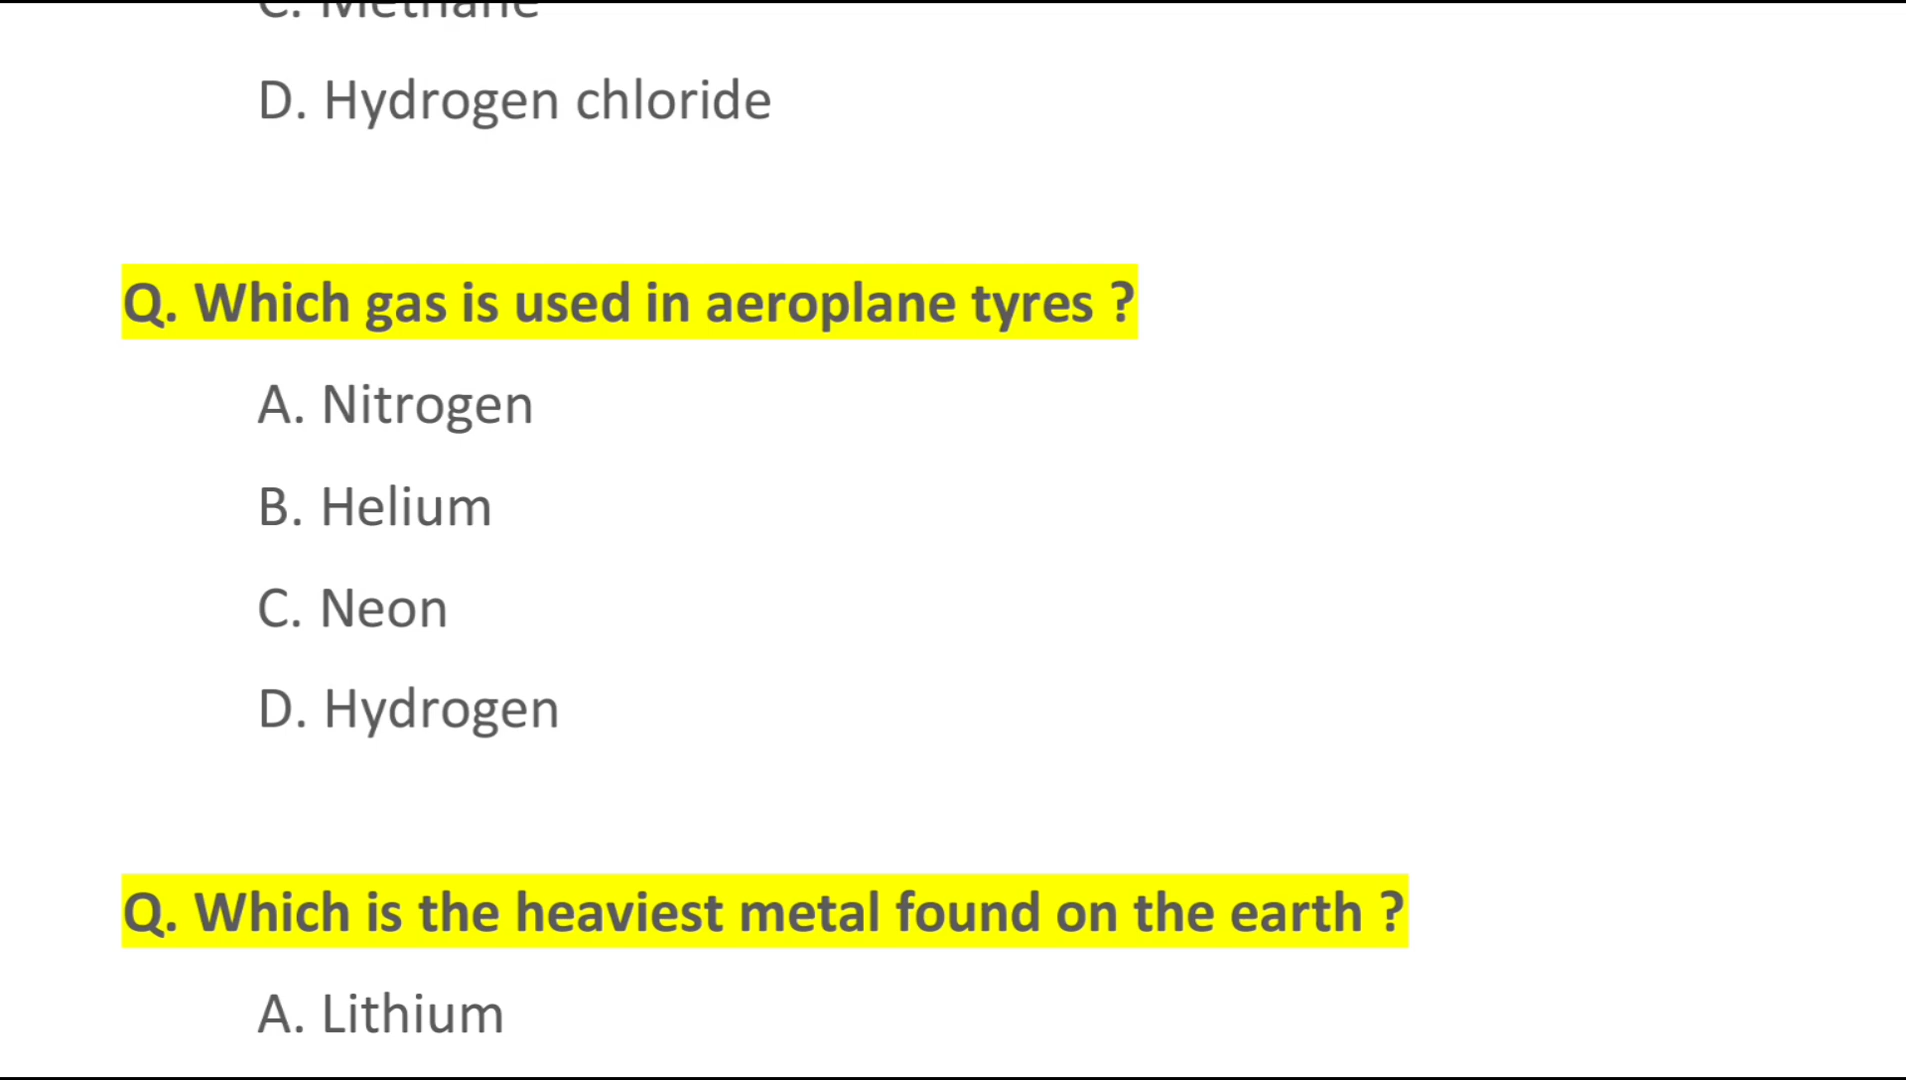 C. Methane
D. Hydrogen chloride
Q. Which gas is used in aeroplane tyres ?
A. Nitrogen
B. Helium
C. Neon
D. Hydrogen
Q. Which is the heaviest metal found on the earth ?
A. Lithium